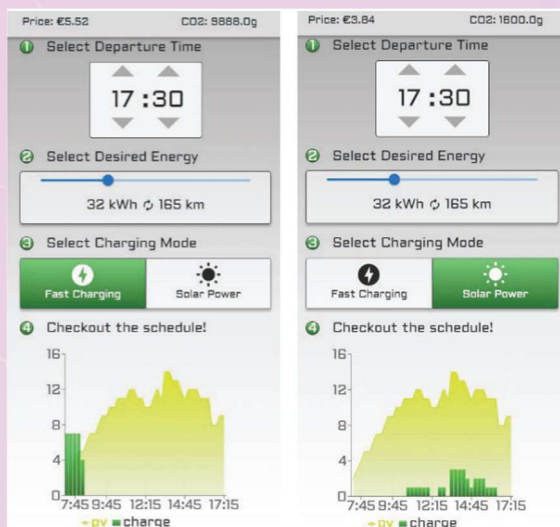 Price: €5.52 CO2: 9888.0g
1 Select Departure Time
17 :30
2 Select Desired Energy
32 kWh 165 km
3 Select Charging Mode
Fast Charging Solar Power
4 Checkout the schedule!
16
12
8
4
0
7:45 9:45 12:15 14:45 17:15
pv charge
Price: €3.84 CO2: 1600.0g
1 Select Departure Time
17 :30
2 Select Desired Energy
32 kWh 165 km
3 Select Charging Mode
Fast Charging Solar Power
4 Checkout the schedule!
16
12
8
4
0
7:45 9:45 12:15 14:45 17:15
pv charge